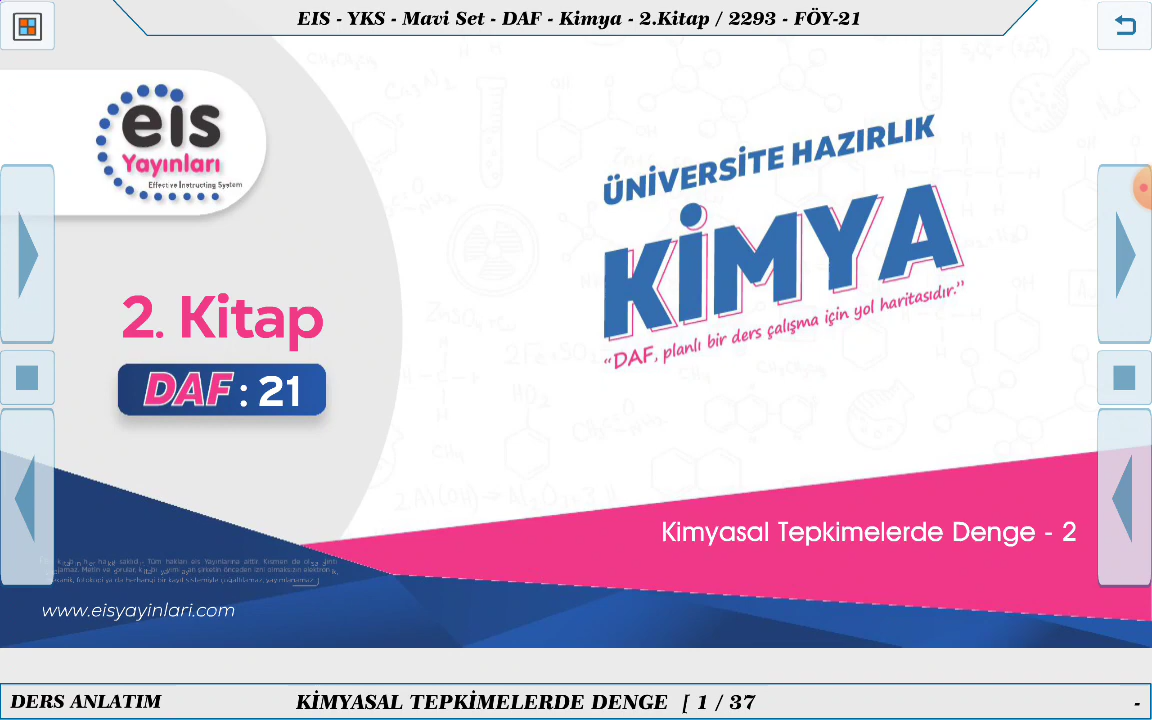 EIS - YKS - Mavi Set - DAF - Kimya - 2.Kitap / 2293 - FÖY-21
eis
Yayınları
Effective Instructing System
ÜNİVERSİTE HAZIRLIK
KİMYA
“DAF, planlı bir ders çalışma için yol haritasıdır.”
2. Kitap
DAF : 21
Kimyasal Tepkimelerde Denge - 2
www.eisyayinlari.com
DERS ANLATIM
KİMYASAL TEPKİMELERDE DENGE [ 1 / 37
-